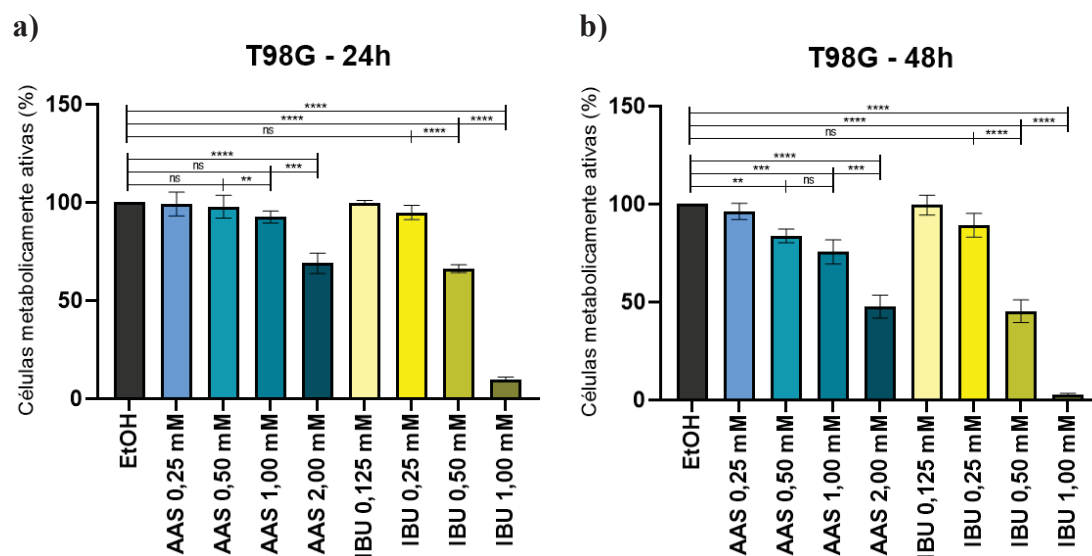 a)
T98G - 24h
Células metabolicamente ativas (%)
150
100
50
0
****
****
****
ns
****
****
ns
***
ns
**
EtOH
AAS 0,25 mM
AAS 0,50 mM
AAS 1,00 mM
AAS 2,00 mM
IBU 0,125 mM
IBU 0,25 mM
IBU 0,50 mM
IBU 1,00 mM
b)
T98G - 48h
Células metabolicamente ativas (%)
150
100
50
0
****
****
****
ns
****
****
***
***
**
ns
EtOH
AAS 0,25 mM
AAS 0,50 mM
AAS 1,00 mM
AAS 2,00 mM
IBU 0,125 mM
IBU 0,25 mM
IBU 0,50 mM
IBU 1,00 mM